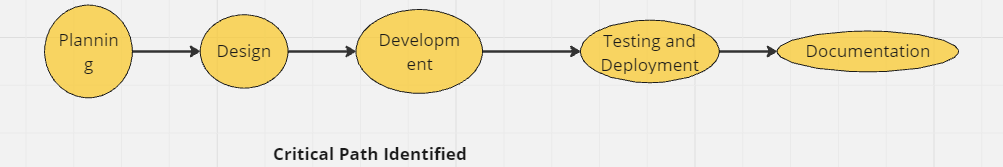 Plannin
g
Design
Developm
ent
Testing and
Deployment
Documentation
Critical Path Identified